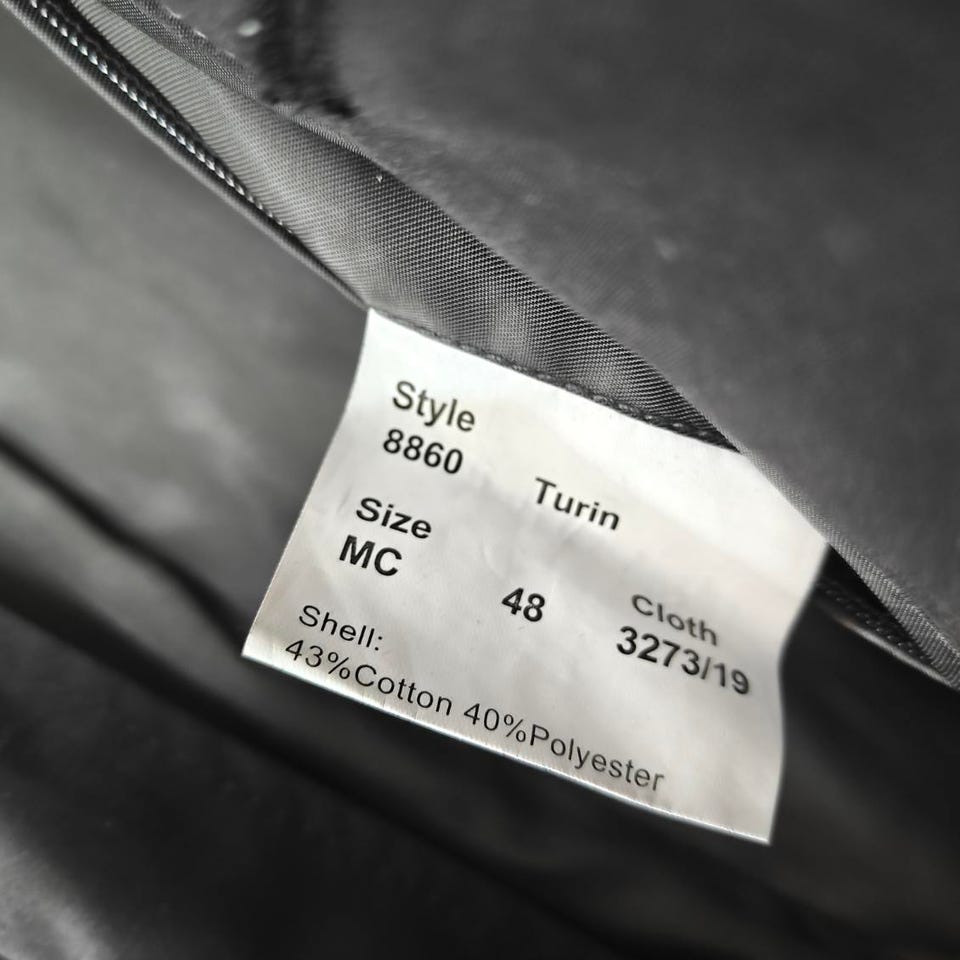 Style
8860 Turin
Size
MC 48 Cloth
3273/19
Shell:
43%Cotton 40%Polyester